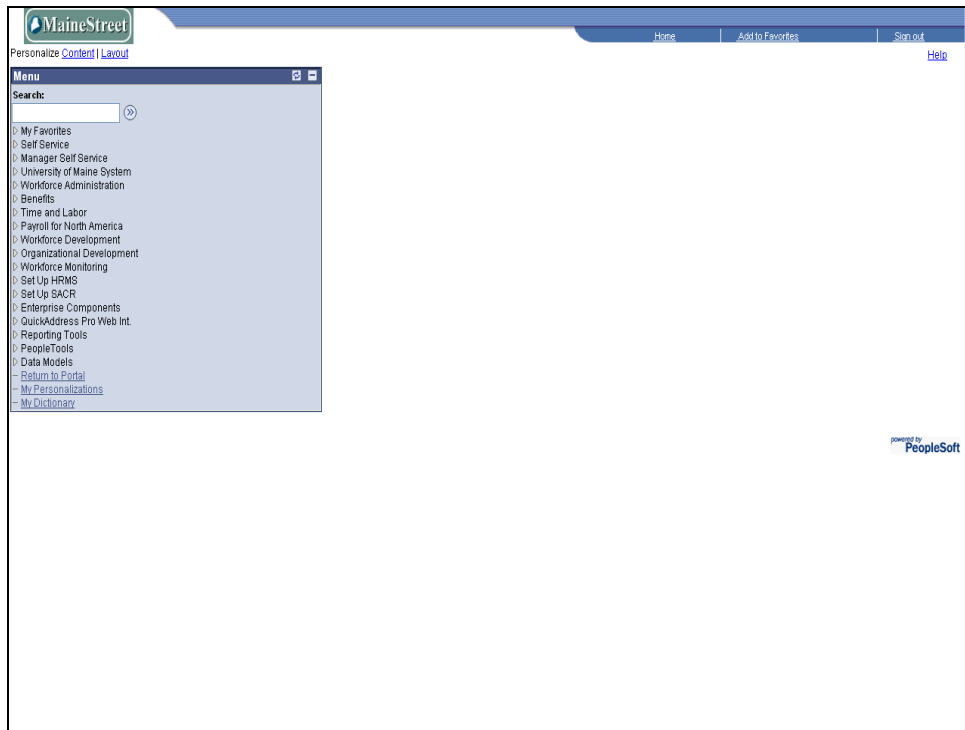 MaineStreet
Home Add to Favorites Sign out
Personalize Content | Layout
Help
Menu
Search:
My Favorites
Self Service
Manager Self Service
University of Maine System
Workforce Administration
Benefits
Time and Labor
Payroll for North America
Workforce Development
Organizational Development
Workforce Monitoring
Set Up HRMS
Set Up SACR
Enterprise Components
QuickAddress Pro Web Int.
Reporting Tools
PeopleTools
Data Models
Return to Portal
My Personalizations
My Dictionary
powered by
PeopleSoft